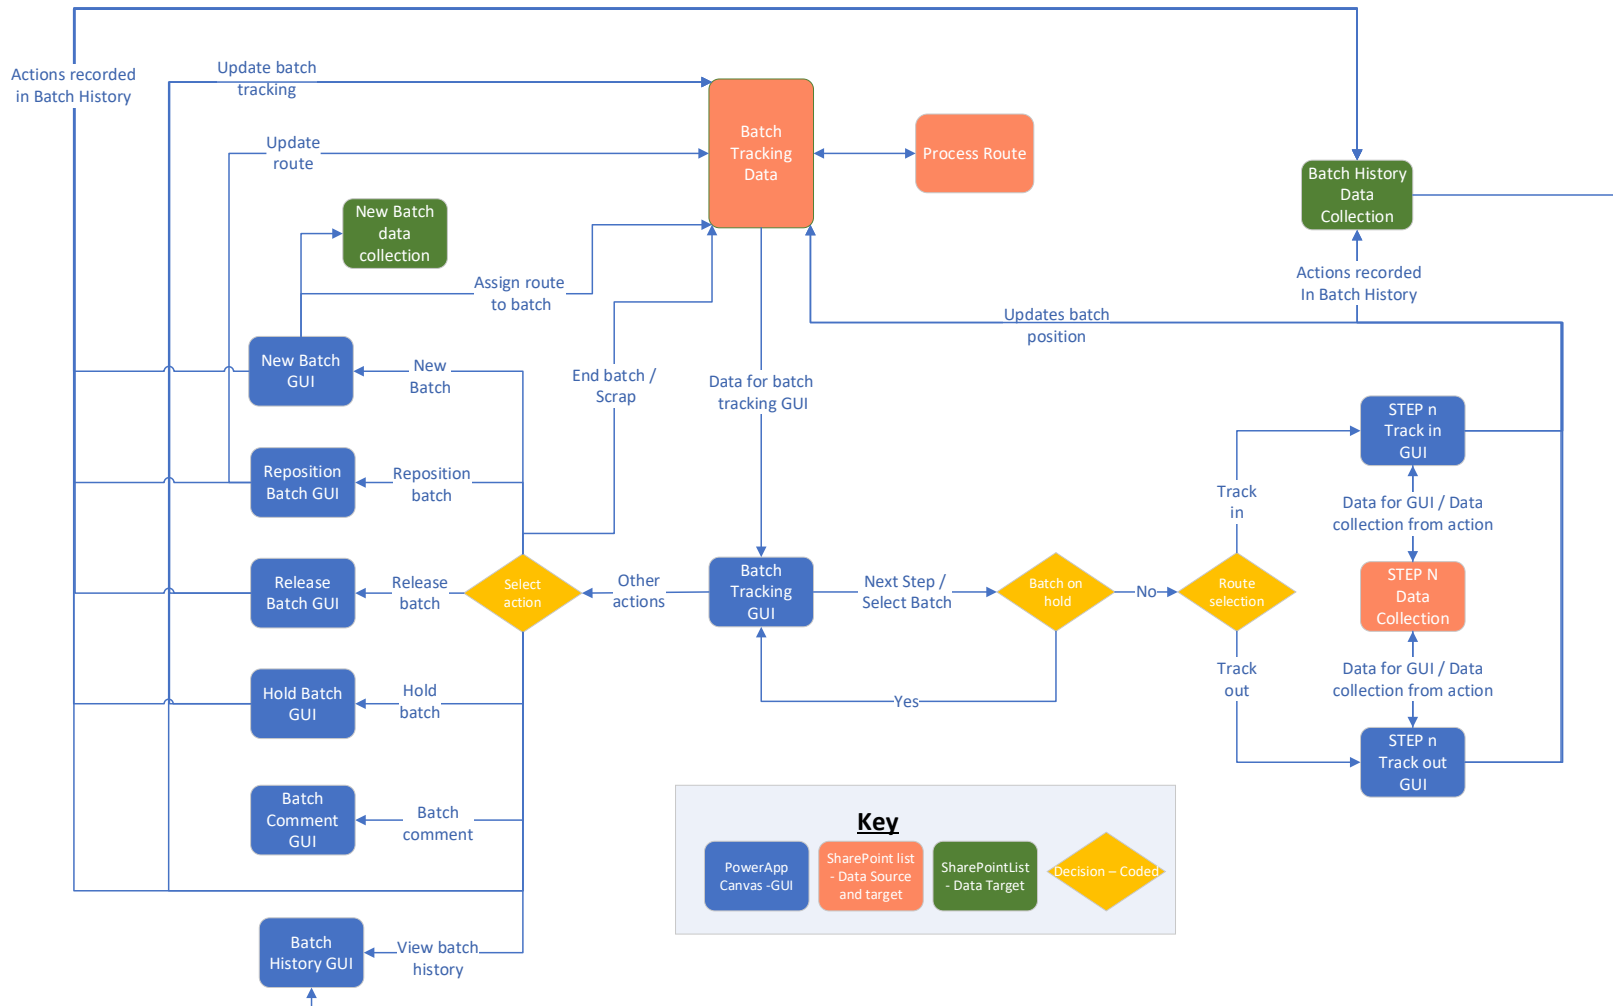 Actions recorded
in Batch History
Update batch
tracking
Update
route
New Batch
data
collection
Assign route
to batch
Batch
Tracking
Data
Process Route
Batch History
Data
Collection
Actions recorded
In Batch History
Updates batch
position
New Batch
GUI
New
Batch
End batch /
Scrap
Data for batch
tracking GUI
STEP n
Track in
GUI
Reposition
Batch GUI
Reposition
batch
Track
in
Data for GUI / Data
collection from action
Release
Batch GUI
Release
batch
Select
action
Other
actions
Batch
Tracking
GUI
Next Step /
Select Batch
Batch on
hold
No
Route
selection
STEP N
Data
Collection
Hold Batch
GUI
Hold
batch
Yes
Track
out
Data for GUI / Data
collection from action
STEP n
Track out
GUI
Batch
Comment
GUI
Batch
comment
Key
PowerApp
Canvas -GUI
SharePoint list
- Data Source
and target
SharePointList
- Data Target
Decision – Coded
Batch
History GUI
View batch
history